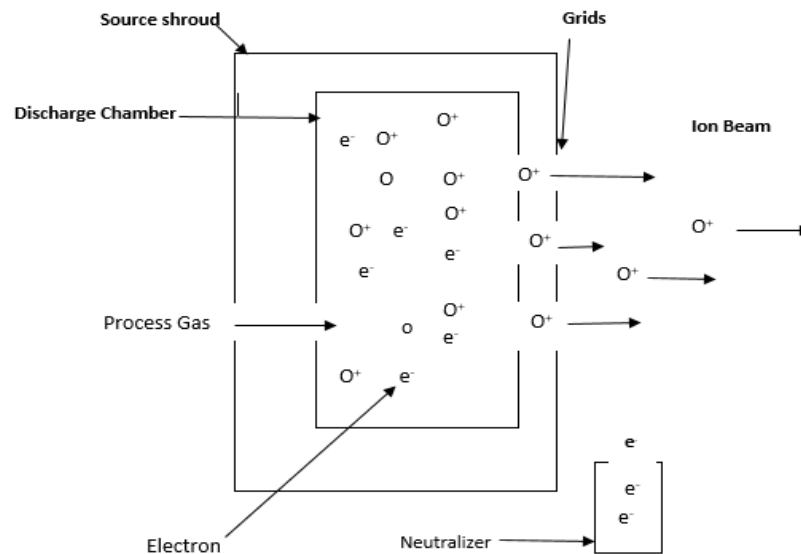 Source shroud
Grids
Discharge Chamber
Ion Beam
O⁺
e⁻ O⁺
O O⁺ O⁺
O⁺
O⁺
O⁺ e⁻ O⁺
e⁻
O⁺
e⁻
O⁺
Process Gas
o
O⁺
e⁻
O⁺ e⁻
e⁻
e⁻
e⁻
Electron
Neutralizer